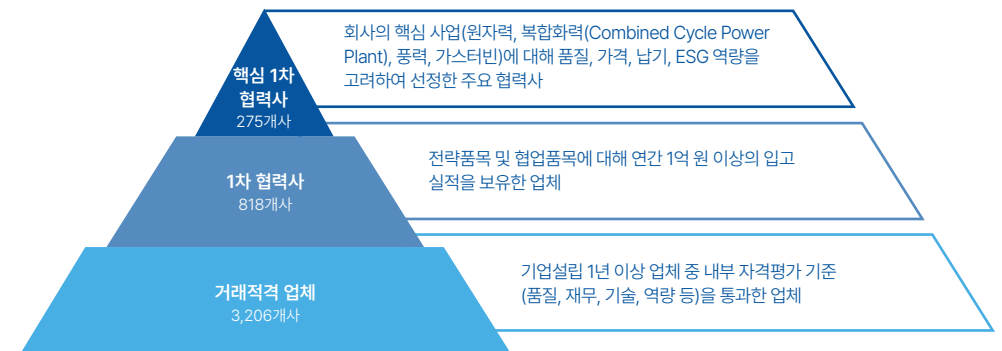 핵심 1차
협력사
275개사
회사의 핵심 사업(원자력, 복합화력(Combined Cycle Power
Plant), 풍력, 가스터빈)에 대해 품질, 가격, 납기, ESG 역량을
고려하여 선정한 주요 협력사
1차 협력사
818개사
전략품목 및 협업품목에 대해 연간 1억 원 이상의 입고
실적을 보유한 업체
거래적격 업체
3,206개사
기업설립 1년 이상 업체 중 내부 자격평가 기준
(품질, 재무, 기술, 역량 등)을 통과한 업체